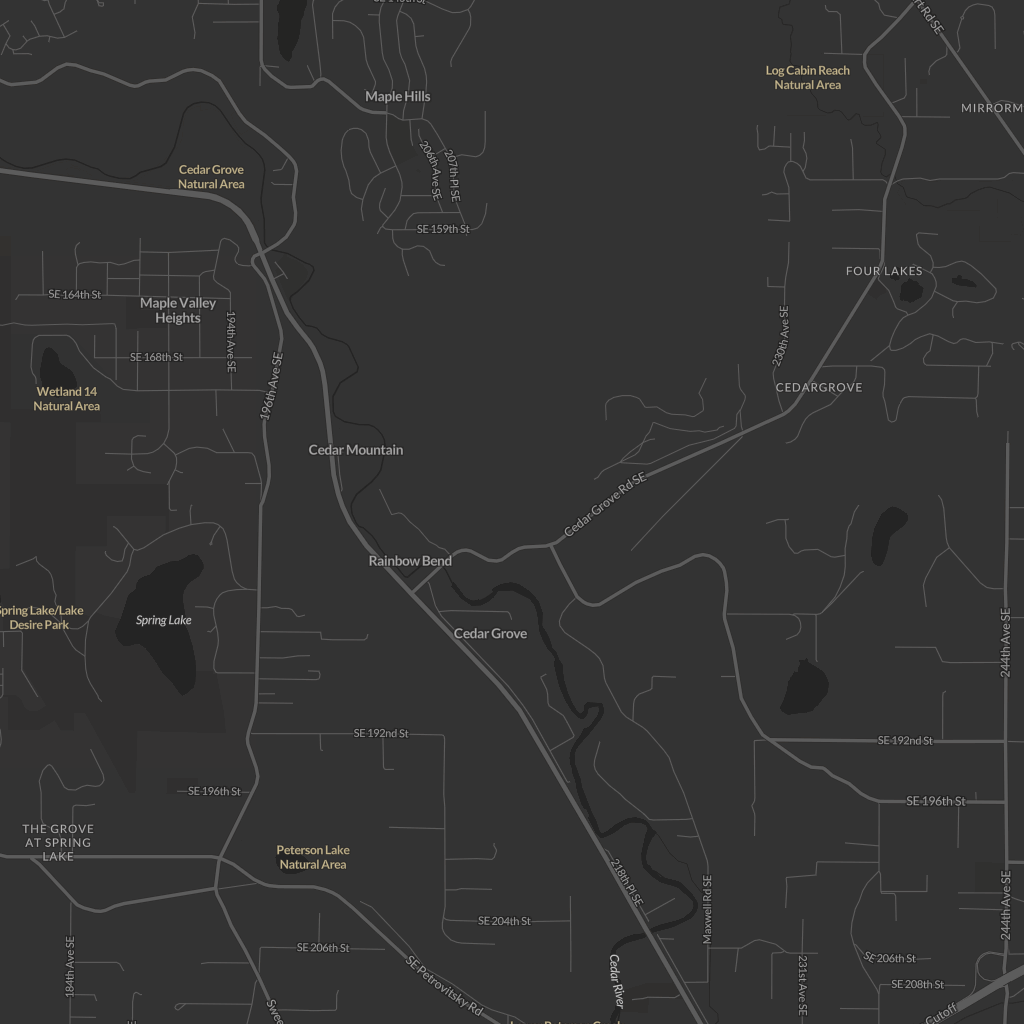 Log Cabin Reach
Natural Area
Maple Hills
MIRRORM
Cedar Grove
Natural Area
206th Ave SE
207th Pl SE
SE 159th St
FOUR LAKES
SE 164th St
Maple Valley
Heights
194th Ave SE
230th Ave SE
SE 168th St
196th Ave SE
CEDARGROVE
Wetland 14
Natural Area
Cedar Mountain
Cedar Grove Rd SE
Rainbow Bend
Spring Lake/Lake
Desire Park
Spring Lake
Cedar Grove
244th Ave SE
SE 192nd St
SE 192nd St
SE 196th St
SE 196th St
THE GROVE
AT SPRING
LAKE
Peterson Lake
Natural Area
218th Pl SE
Maxwell Rd SE
244th Ave SE
SE 204th St
SE 206th St
184th Ave SE
SE Petrovitsky Rd
Cedar River
231st Ave SE
SE 206th St
SE 208th St
Cutoff